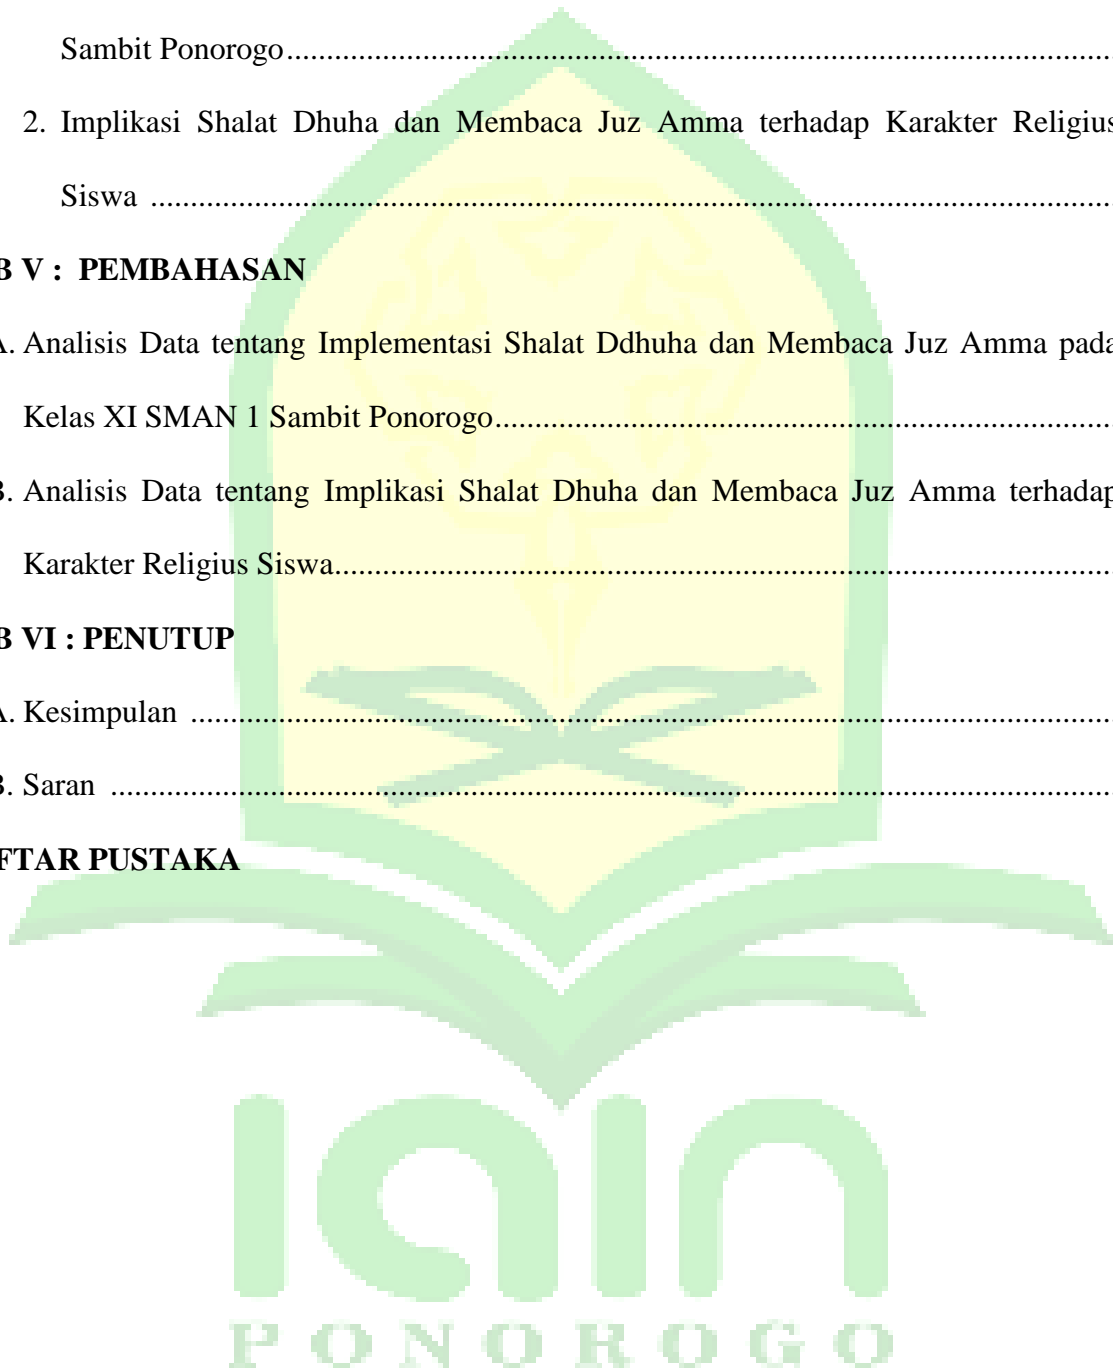 Sambit Ponorogo........................................................................................................
2. Implikasi Shalat Dhuha dan Membaca Juz Amma terhadap Karakter Religius
Siswa ........................................................................................................................
B V : PEMBAHASAN
A. Analisis Data tentang Implementasi Shalat Ddhuha dan Membaca Juz Amma pada
Kelas XI SMAN 1 Sambit Ponorogo..............................................................................
B. Analisis Data tentang Implikasi Shalat Dhuha dan Membaca Juz Amma terhadap
Karakter Religius Siswa..................................................................................................
B VI : PENUTUP
A. Kesimpulan ....................................................................................................................
B. Saran ..............................................................................................................................
FTAR PUSTAKA
iain
PONOROGO